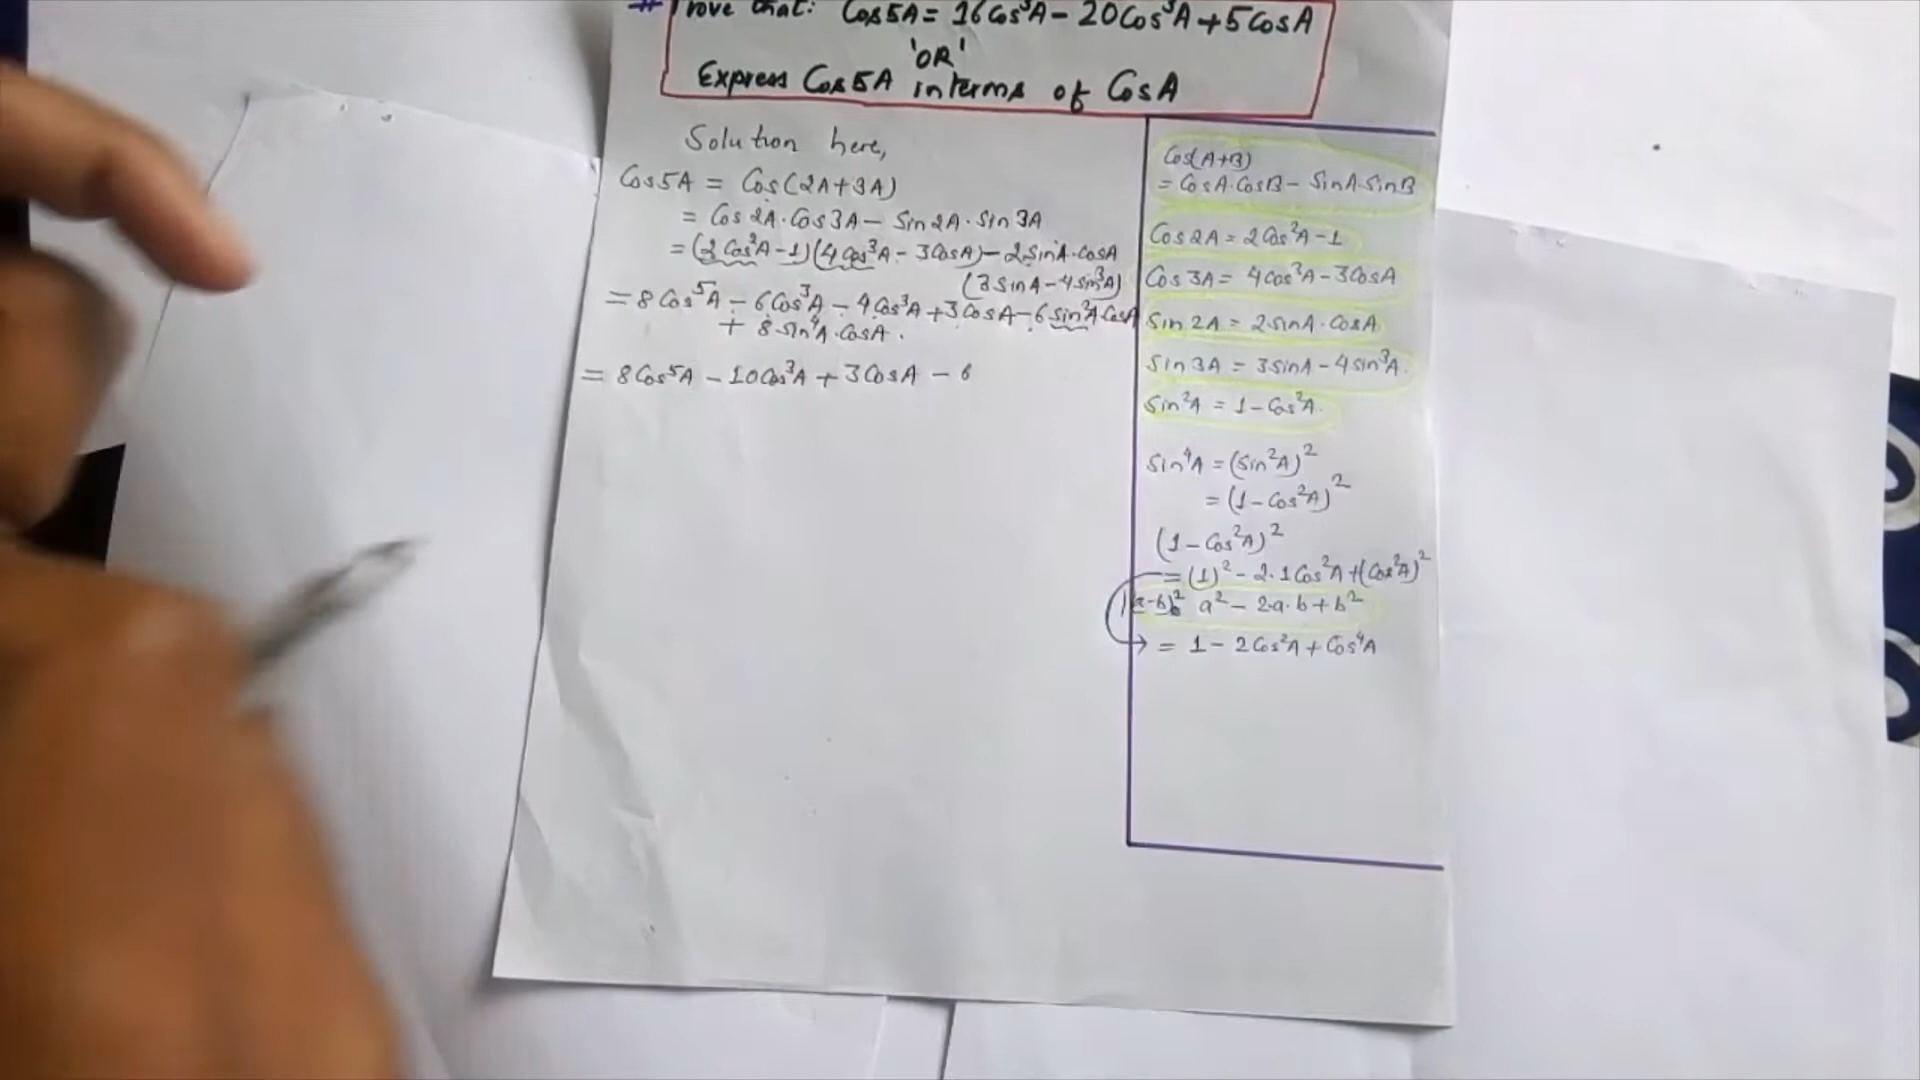 # Prove that: Cos5A = 16Cos⁵A - 20Cos³A + 5CosA
'OR'
Express Cos5A interms of CosA
Solution here,
Cos5A = Cos(2A+3A)
= Cos2A.Cos3A - Sin2A.Sin3A
= (2Cos²A-1)(4Cos³A - 3CosA) - 2SinA.CosA
(3SinA-4Sin³A)
= 8Cos⁵A - 6Cos³A - 4Cos³A + 3CosA - 6Sin²A CosA
+ 8Sin⁴A.CosA.
= 8Cos⁵A - 10Cos³A + 3CosA - 6
Cos(A+B)
= CosA.CosB - SinA.SinB
Cos2A = 2Cos²A - 1
Cos3A = 4Cos³A - 3CosA
Sin2A = 2SinA.CosA
Sin3A = 3SinA - 4Sin³A.
Sin²A = 1 - Cos²A.
Sin⁴A = (Sin²A)²
= (1-Cos²A)²
(1-Cos²A)²
= (1)² - 2.1Cos²A + (Cos²A)²
(a-b)² a² - 2a.b + b²
= 1 - 2Cos²A + Cos⁴A